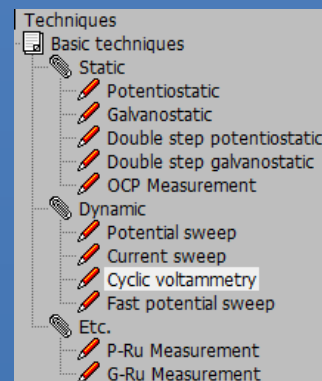 Techniques
Basic techniques
Static
Potentiostatic
Galvanostatic
Double step potentiostatic
Double step galvanostatic
OCP Measurement
Dynamic
Potential sweep
Current sweep
Cyclic voltammetry
Fast potential sweep
Etc.
P-Ru Measurement
G-Ru Measurement